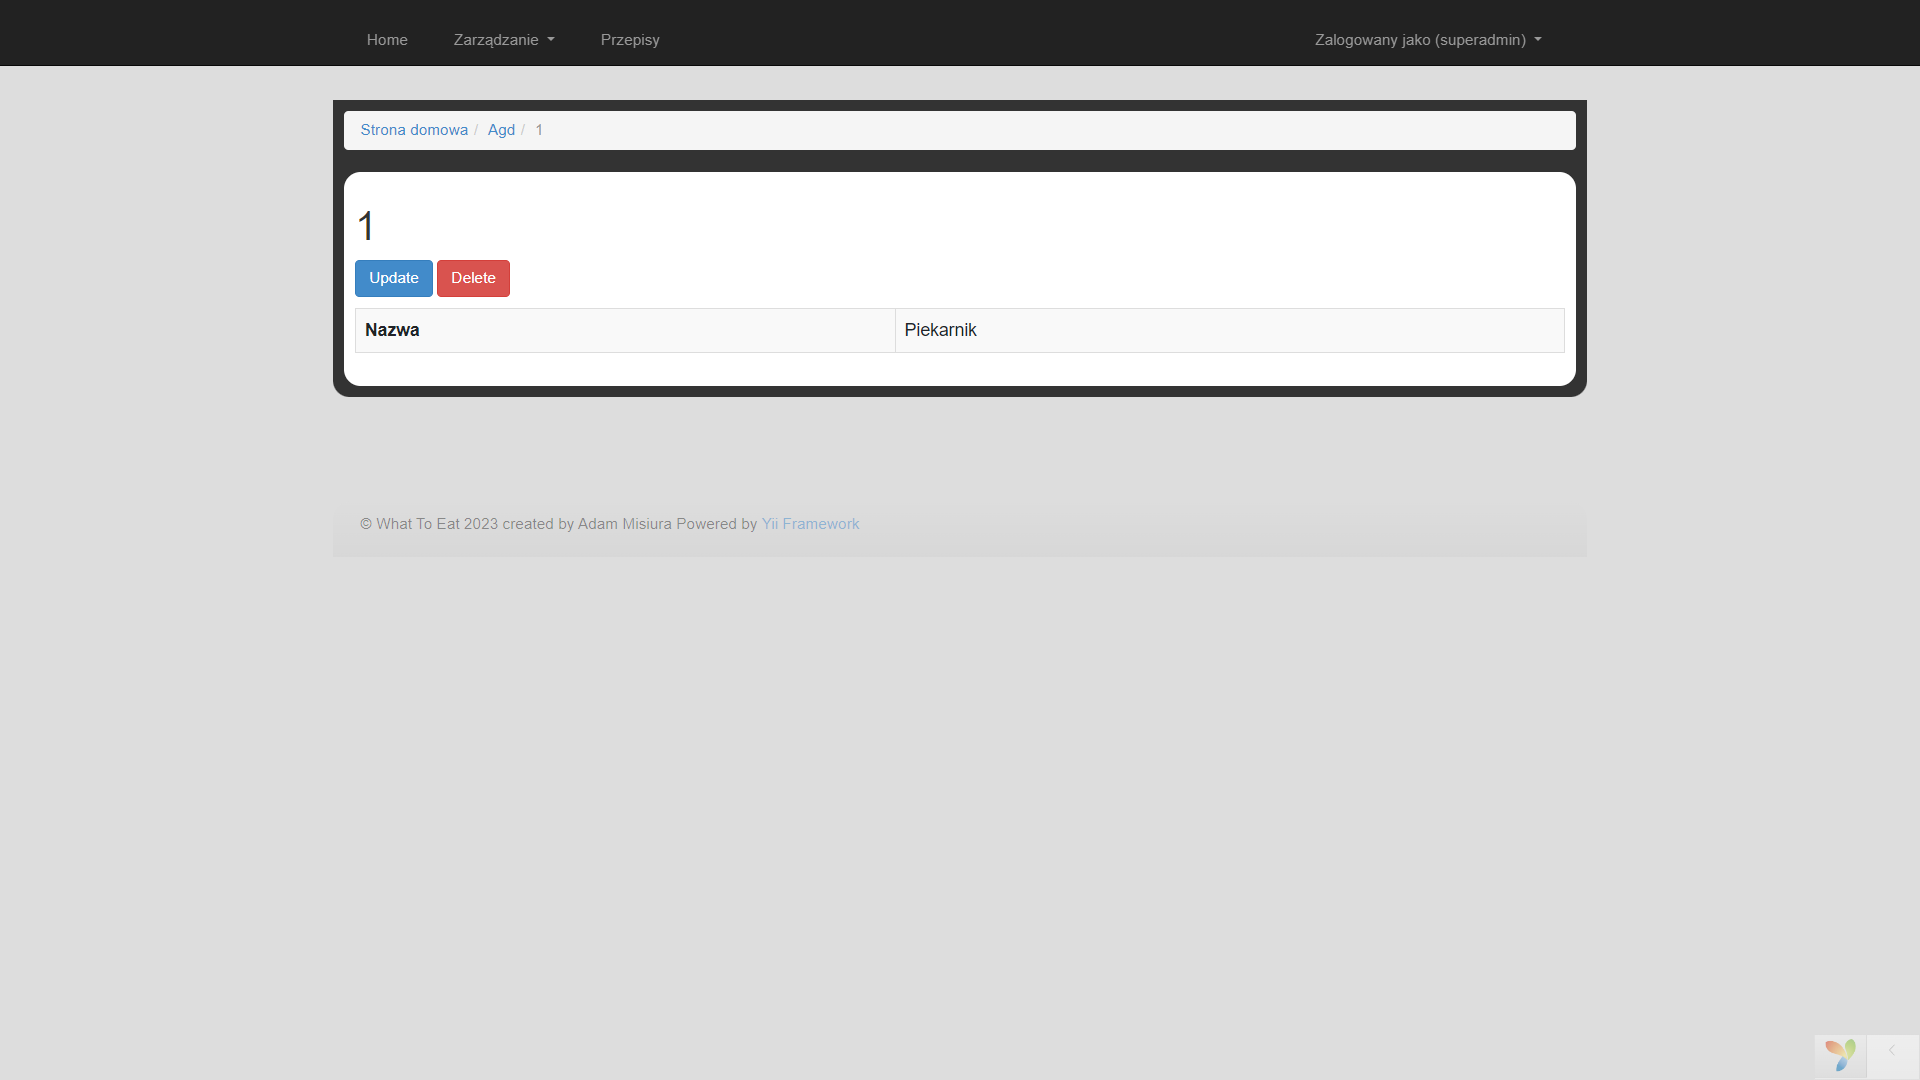 Home Zarządzanie Przepisy Zalogowany jako (superadmin)
Strona domowa / Agd / 1
1
Update Delete
Nazwa Piekarnik
© What To Eat 2023 created by Adam Misiura Powered by Yii Framework